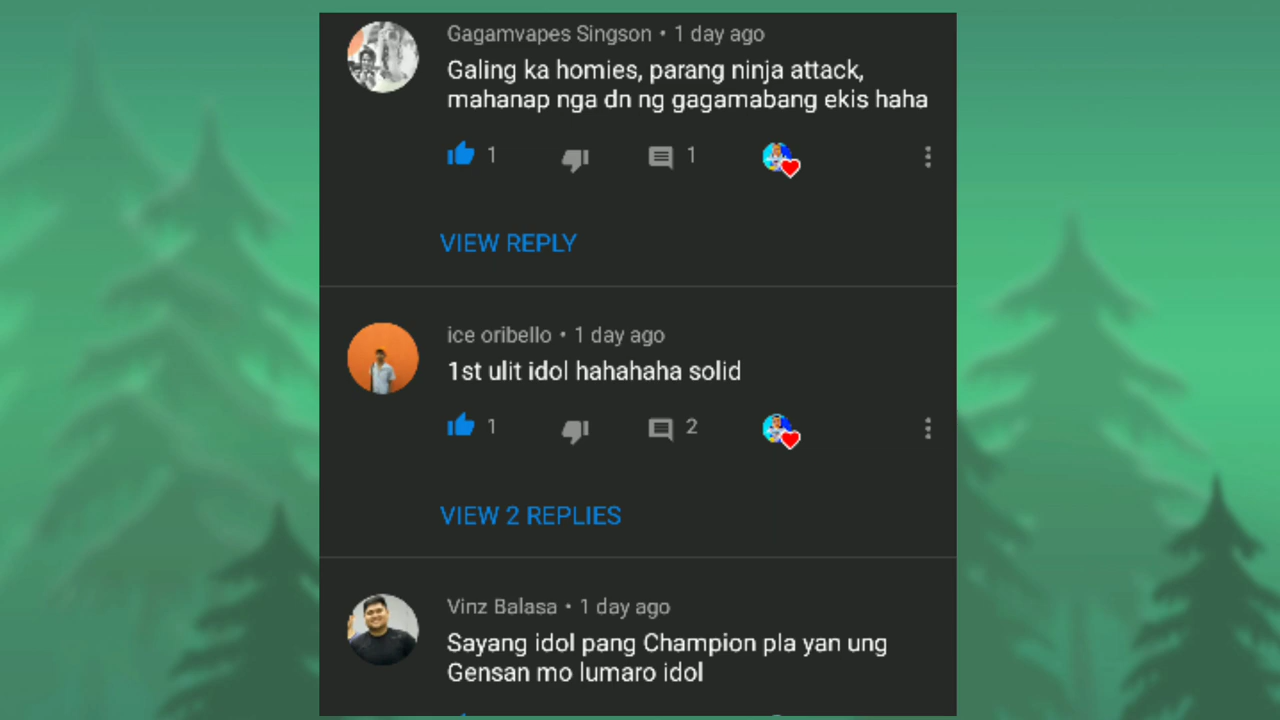 Gagamvapes Singson • 1 day ago
Galing ka homies, parang ninja attack,
mahanap nga dn ng gagamabang ekis haha
1 1
VIEW REPLY
ice oribello • 1 day ago
1st ulit idol hahahaha solid
1 2
VIEW 2 REPLIES
Vinz Balasa • 1 day ago
Sayang idol pang Champion pla yan ung
Gensan mo lumaro idol